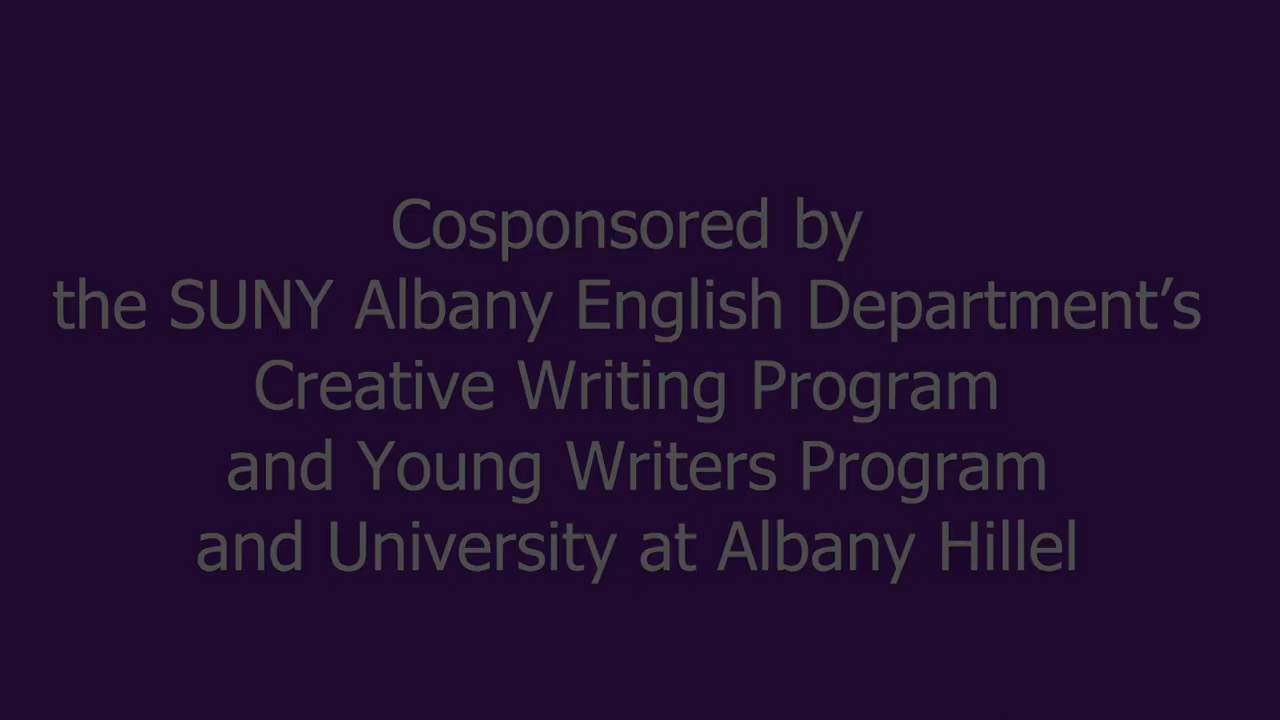 Cosponsored by
the SUNY Albany English Department’s
Creative Writing Program
and Young Writers Program
and University at Albany Hillel